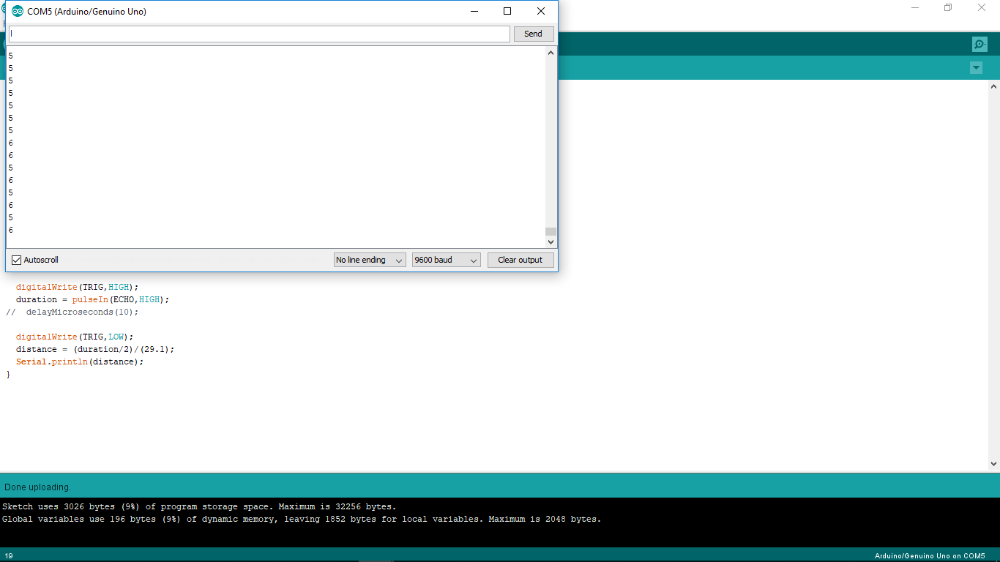 COM5 (Arduino/Genuino Uno)
Send
5
5
5
5
5
5
5
6
6
5
6
5
6
5
6
Autoscroll
No line ending
9600 baud
Clear output
digitalWrite(TRIG,HIGH);
duration = pulseIn(ECHO,HIGH);
//  delayMicroseconds(10);
digitalWrite(TRIG,LOW);
distance = (duration/2)/(29.1);
Serial.println(distance);
}
Done uploading.
Sketch uses 3026 bytes (9%) of program storage space. Maximum is 32256 bytes.
Global variables use 196 bytes (9%) of dynamic memory, leaving 1852 bytes for local variables. Maximum is 2048 bytes.
19
Arduino/Genuino Uno on COM5